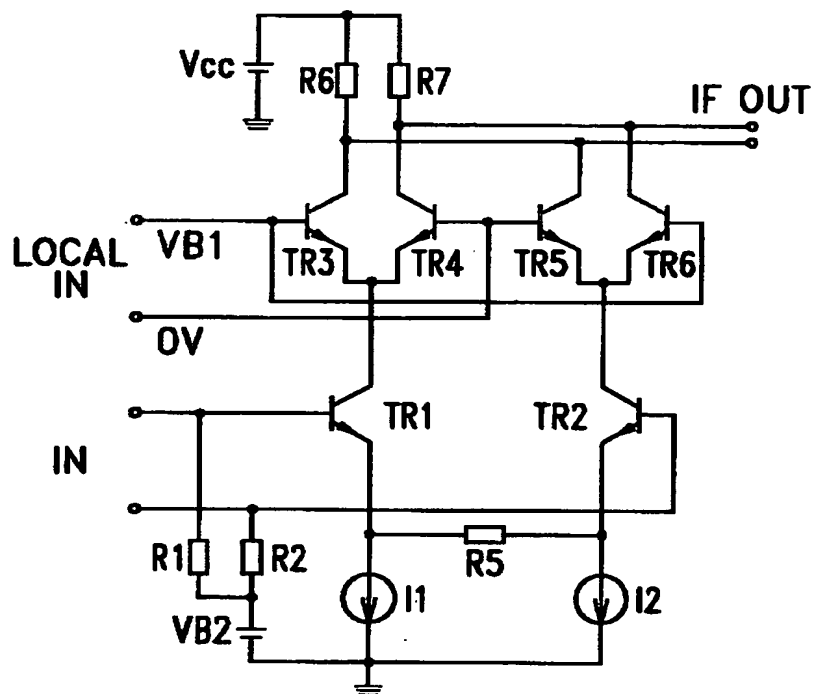 Vcc
R6
R7
IF OUT
LOCAL
IN
VB1
TR3
TR4
TR5
TR6
0V
IN
TR1
TR2
R1
R2
R5
VB2
I1
I2